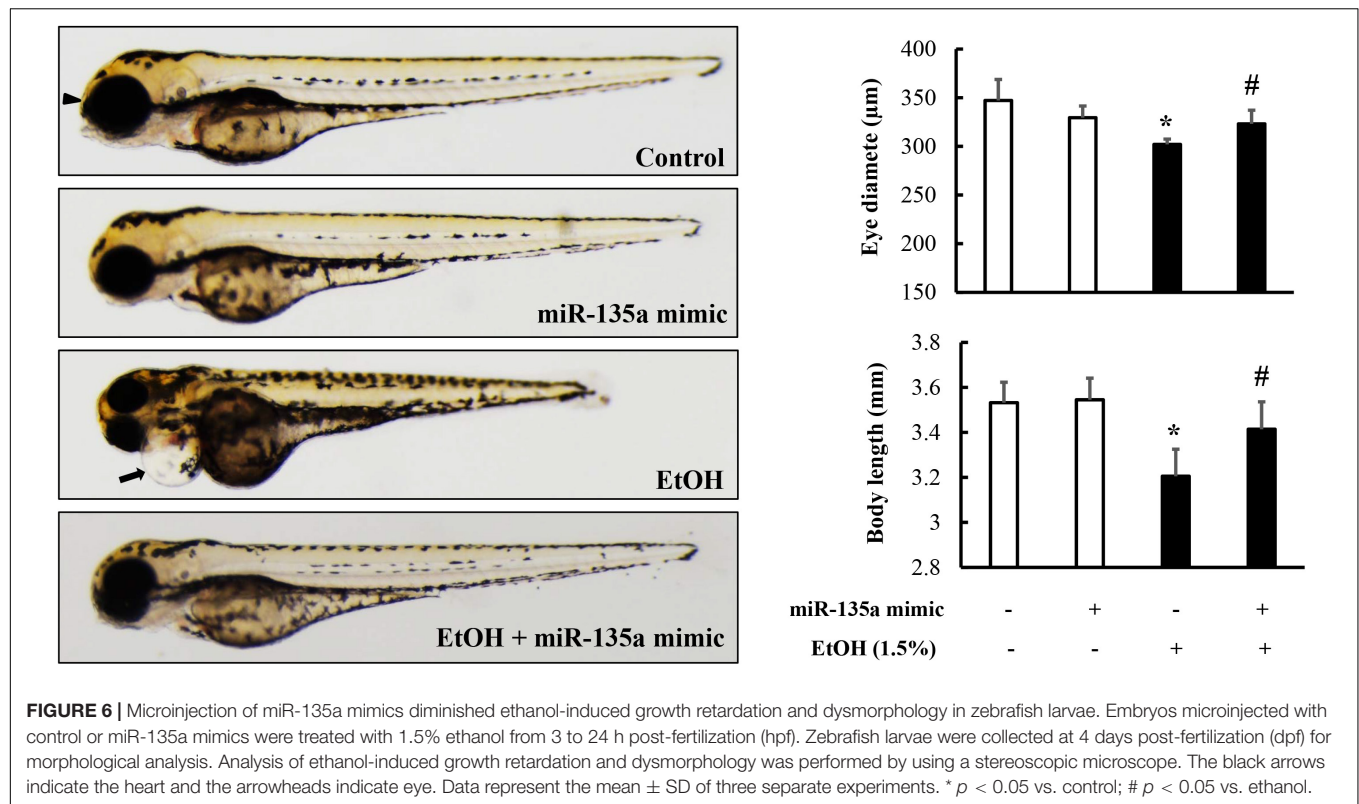 Control
miR-135a mimic
EtOH
EtOH + miR-135a mimic
Eye diamete (µm)
400
350
300
250
200
150
*
#
Body length (mm)
3.8
3.6
3.4
3.2
3
2.8
*
#
miR-135a mimic - + - +
EtOH (1.5%) - - + +
FIGURE 6 | Microinjection of miR-135a mimics diminished ethanol-induced growth retardation and dysmorphology in zebrafish larvae. Embryos microinjected with
control or miR-135a mimics were treated with 1.5% ethanol from 3 to 24 h post-fertilization (hpf). Zebrafish larvae were collected at 4 days post-fertilization (dpf) for
morphological analysis. Analysis of ethanol-induced growth retardation and dysmorphology was performed by using a stereoscopic microscope. The black arrows
indicate the heart and the arrowheads indicate eye. Data represent the mean ± SD of three separate experiments. * p < 0.05 vs. control; # p < 0.05 vs. ethanol.